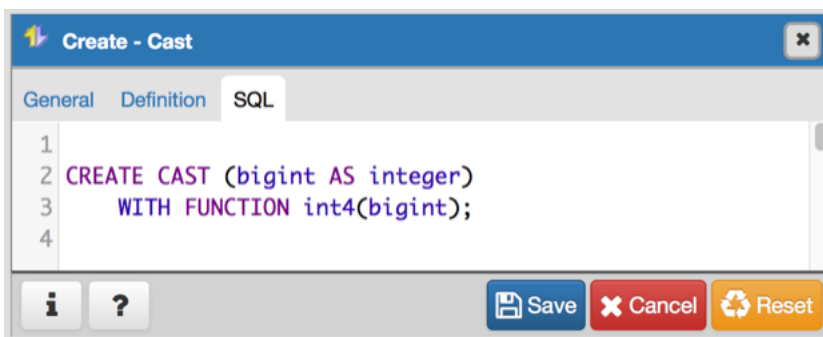 Create - Cast
General Definition SQL
1
2 CREATE CAST (bigint AS integer)
3 WITH FUNCTION int4(bigint);
4
i ? Save Cancel Reset